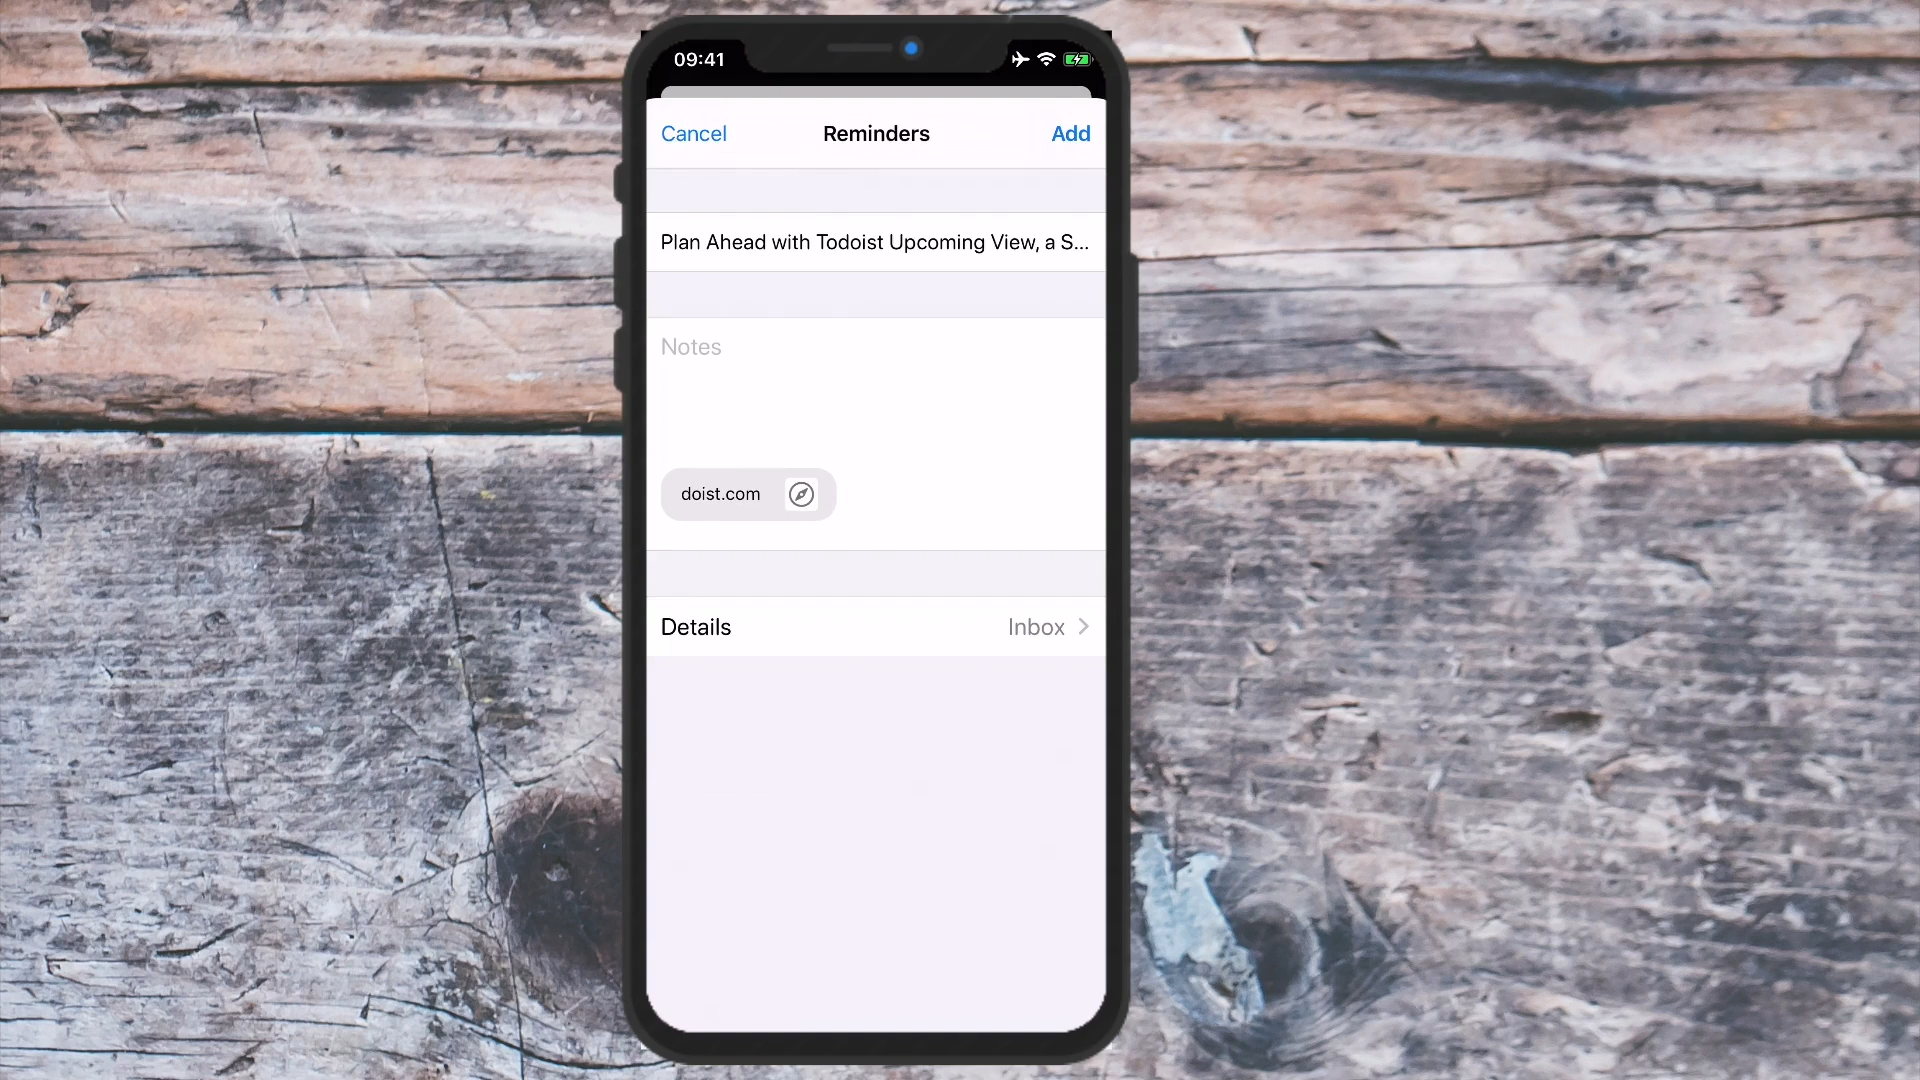 09:41
Cancel
Reminders
Add
Plan Ahead with Todoist Upcoming View, a S...
Notes
doist.com
Details
Inbox